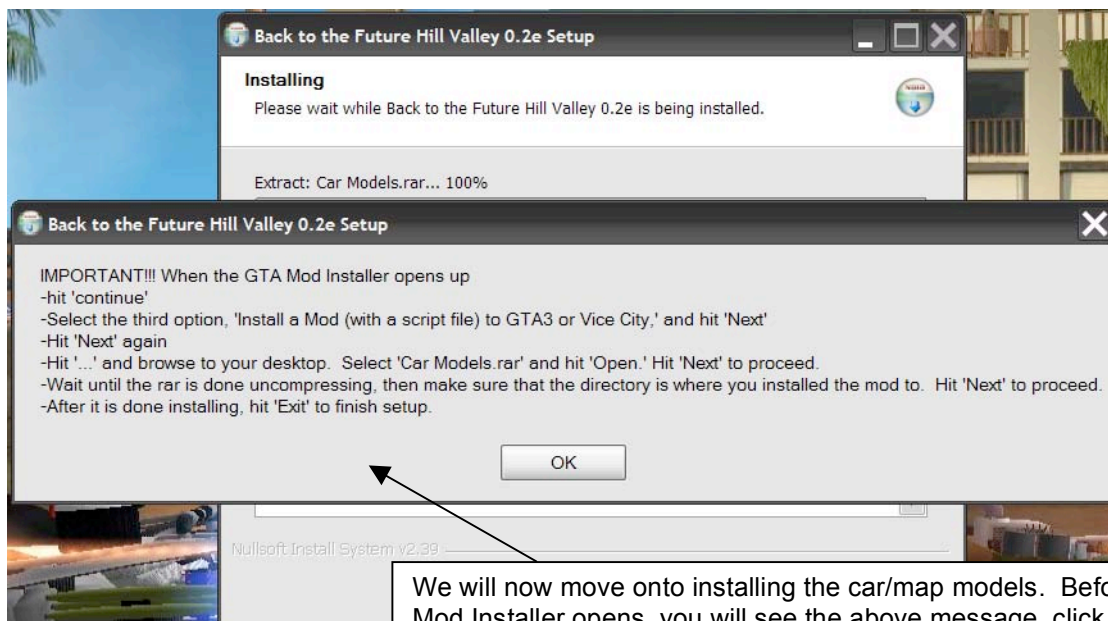 Back to the Future Hill Valley 0.2e Setup
Installing
Please wait while Back to the Future Hill Valley 0.2e is being installed.
Extract: Car Models.rar... 100%
Back to the Future Hill Valley 0.2e Setup
IMPORTANT!!! When the GTA Mod Installer opens up
-hit 'continue'
-Select the third option, 'Install a Mod (with a script file) to GTA3 or Vice City,' and hit 'Next'
-Hit 'Next' again
-Hit '...' and browse to your desktop.  Select 'Car Models.rar' and hit 'Open.' Hit 'Next' to proceed.
-Wait until the rar is done uncompressing, then make sure that the directory is where you installed the mod to.  Hit 'Next' to proceed.
-After it is done installing, hit 'Exit' to finish setup.
OK
Nullsoft Install System v2.39
We will now move onto installing the car/map models.  Befo
Mod Installer opens, you will see the above message, click